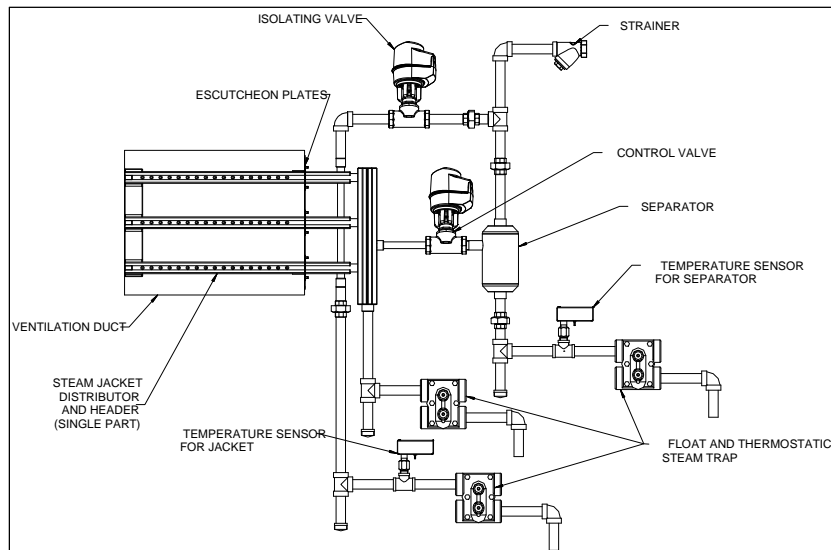 ISOLATING VALVE
STRAINER
ESCUTCHEON PLATES
CONTROL VALVE
SEPARATOR
TEMPERATURE SENSOR
FOR SEPARATOR
VENTILATION DUCT
STEAM JACKET
DISTRIBUTOR
AND HEADER
(SINGLE PART)
TEMPERATURE SENSOR
FOR JACKET
FLOAT AND THERMOSTATIC
STEAM TRAP